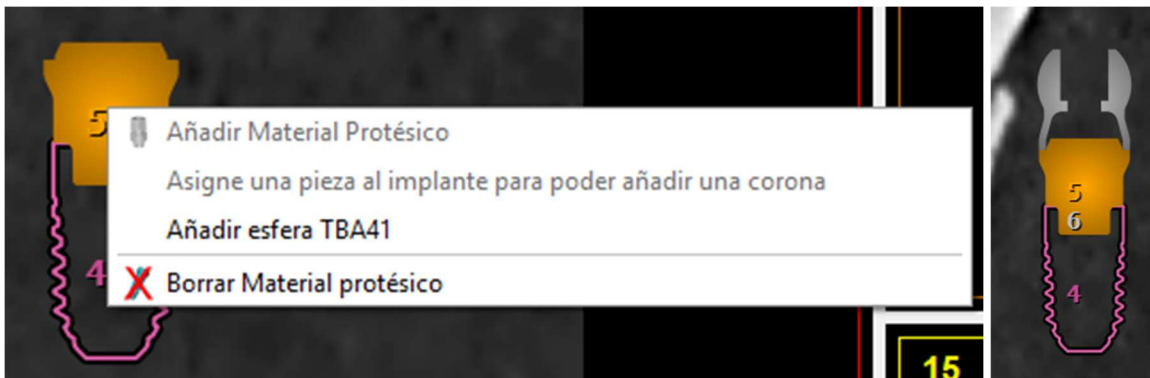 5
Añadir Material Protésico
Asigne una pieza al implante para poder añadir una corona
Añadir esfera TBA41
4
Borrar Material protésico
15
5
6
4